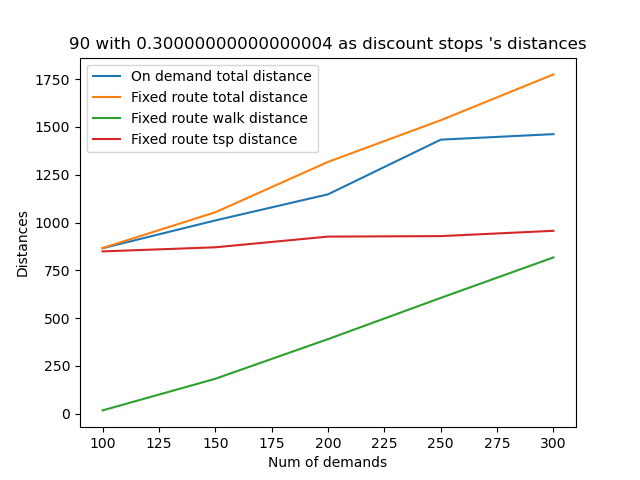 90 with 0.30000000000000004 as discount stops 's distances
On demand total distance
Fixed route total distance
Fixed route walk distance
Fixed route tsp distance
Distances
1750
1500
1250
1000
750
500
250
0
100
125
150
175
200
225
250
275
300
Num of demands